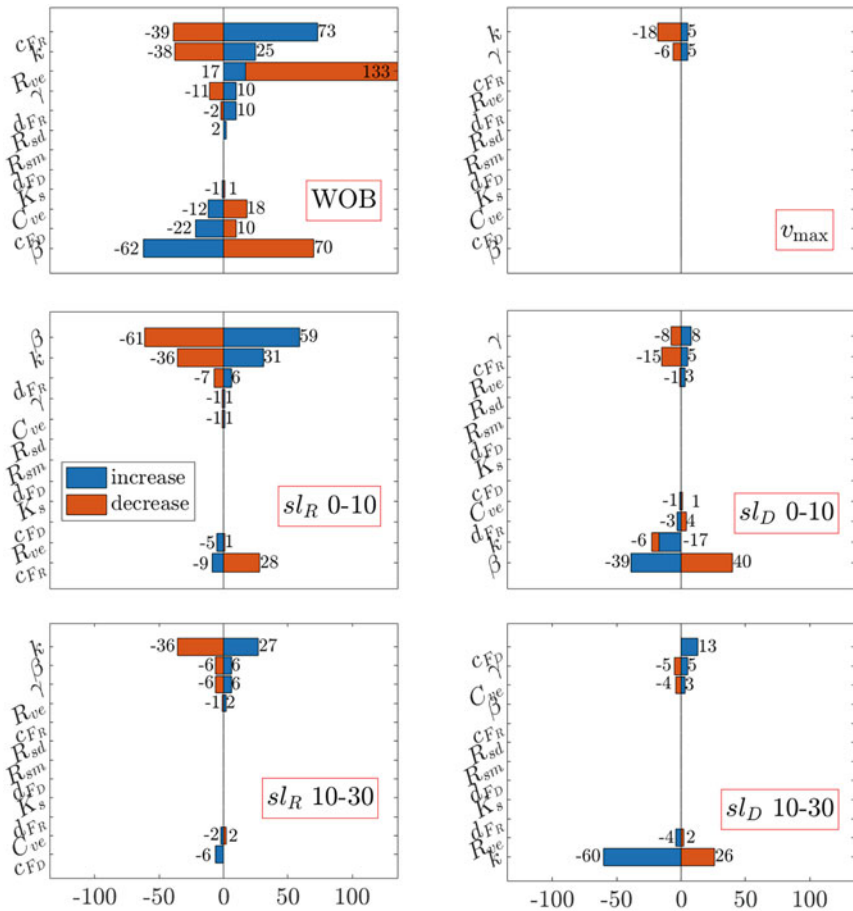 c_{F_R} -39 73
k -38 25
R_{ve} 17 133
γ -11 10
d_{F_R} -2 10
R_{sd} 2
R_{sm}
d_{F_D}
K_s -1 1
C_{ve} -12 18
c_{F_D} -22 10
β -62 70
WOB
k -18 5
γ -6 5
c_{F_R}
R_{ve}
d_{F_R}
R_{sd}
R_{sm}
d_{F_D}
K_s
C_{ve}
c_{F_D}
β
v_{max}
β -61 59
k -36 31
d_{F_R} -7 6
γ -1 1
C_{ve} -1 1
R_{sd}
R_{sm}
d_{F_D}
K_s
c_{F_D}
R_{ve} -5 1
c_{F_R} -9 28
increase
decrease
sl_R 0-10
γ -8 8
c_{F_R} -15 5
R_{ve} -1 3
R_{sd}
R_{sm}
d_{F_D}
K_s
c_{F_D} -1 1
C_{ve} -3 4
d_{F_R}
k -6 -17
β -39 40
sl_D 0-10
k -36 27
β -6 6
γ -6 6
R_{ve} -1 2
c_{F_R}
R_{sd}
R_{sm}
d_{F_D}
K_s
d_{F_R}
C_{ve} -2 2
c_{F_D} -6
sl_R 10-30
-100 -50 0 50 100
c_{F_D} 13
γ -5 5
C_{ve} -4 3
β
c_{F_R}
R_{sd}
R_{sm}
d_{F_D}
K_s
d_{F_R}
R_{ve} -4 2
k -60 26
sl_D 10-30
-100 -50 0 50 100